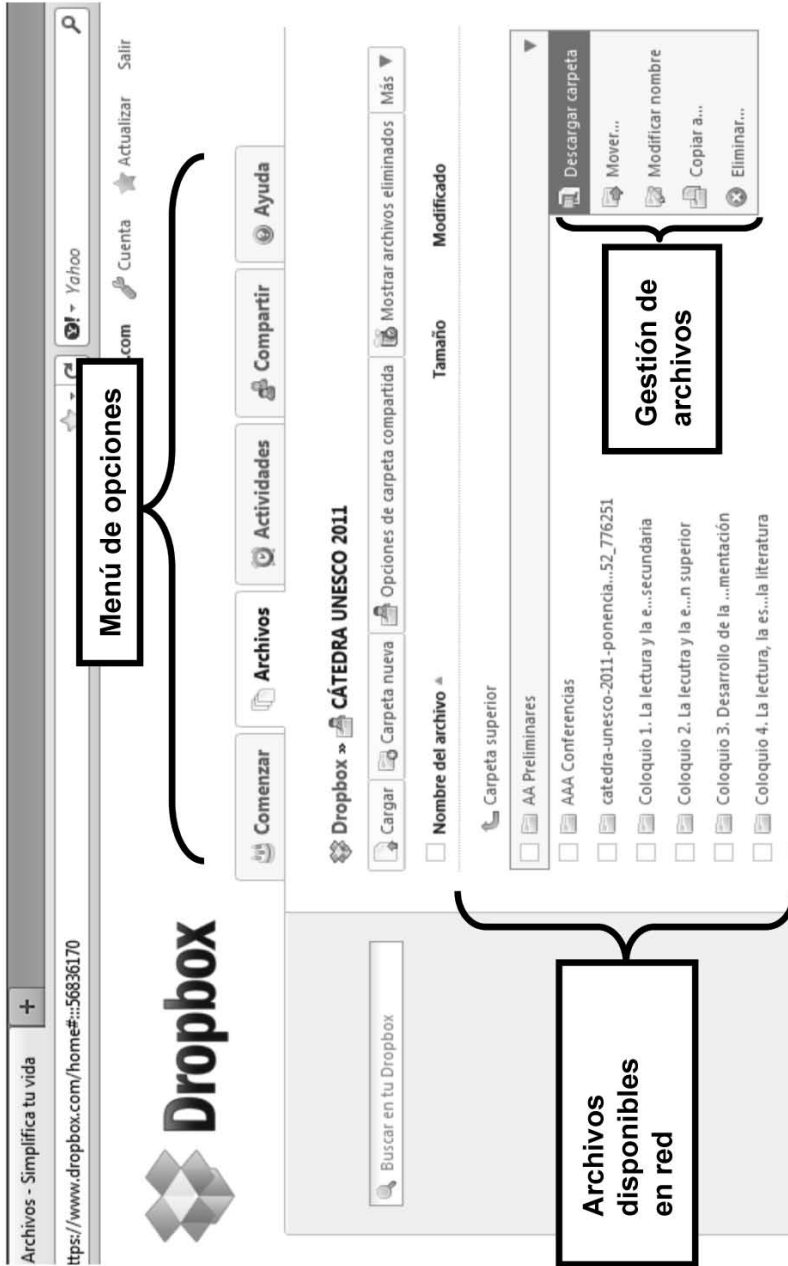 Archivos - Simplifica tu vida
+
ttps://www.dropbox.com/home#:::56836170
Yahoo
.com
Cuenta
Actualizar
Salir
Menú de opciones
Dropbox
Comenzar
Archivos
Actividades
Compartir
Ayuda
Buscar en tu Dropbox
Dropbox » CÁTEDRA UNESCO 2011
Cargar
Carpeta nueva
Opciones de carpeta compartida
Mostrar archivos eliminados
Más
Nombre del archivo
Tamaño
Modificado
Carpeta superior
AA Preliminares
AAA Conferencias
catedra-unesco-2011-ponencia...52_776251
Coloquio 1. La lectura y la e...secundaria
Coloquio 2. La lecutra y la e...n superior
Coloquio 3. Desarrollo de la ...mentación
Coloquio 4. La lectura, la es...la literatura
Descargar carpeta
Mover...
Modificar nombre
Copiar a...
Eliminar...
Gestión de
archivos
Archivos
disponibles
en red